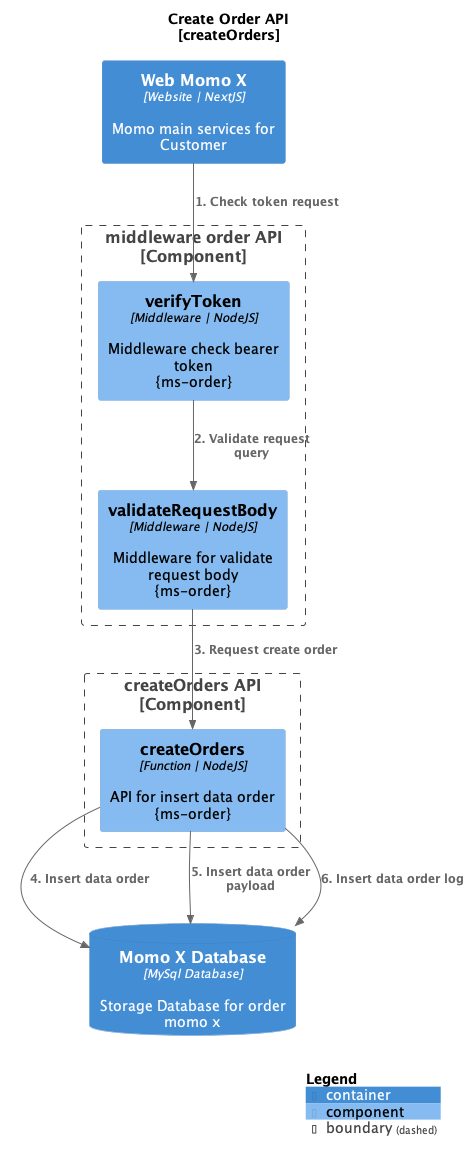 Create Order API
[createOrders]
Web Momo X
[Website | NextJS]
Momo main services for
Customer
1. Check token request
middleware order API
[Component]
verifyToken
[Middleware | NodeJS]
Middleware check bearer
token
{ms-order}
2. Validate request
query
validateRequestBody
[Middleware | NodeJS]
Middleware for validate
request body
{ms-order}
3. Request create order
createOrders API
[Component]
createOrders
[Function | NodeJS]
API for insert data order
{ms-order}
4. Insert data order
5. Insert data order
payload
6. Insert data order log
Momo X Database
[MySql Database]
Storage Database for order
momo x
Legend
container
component
boundary (dashed)